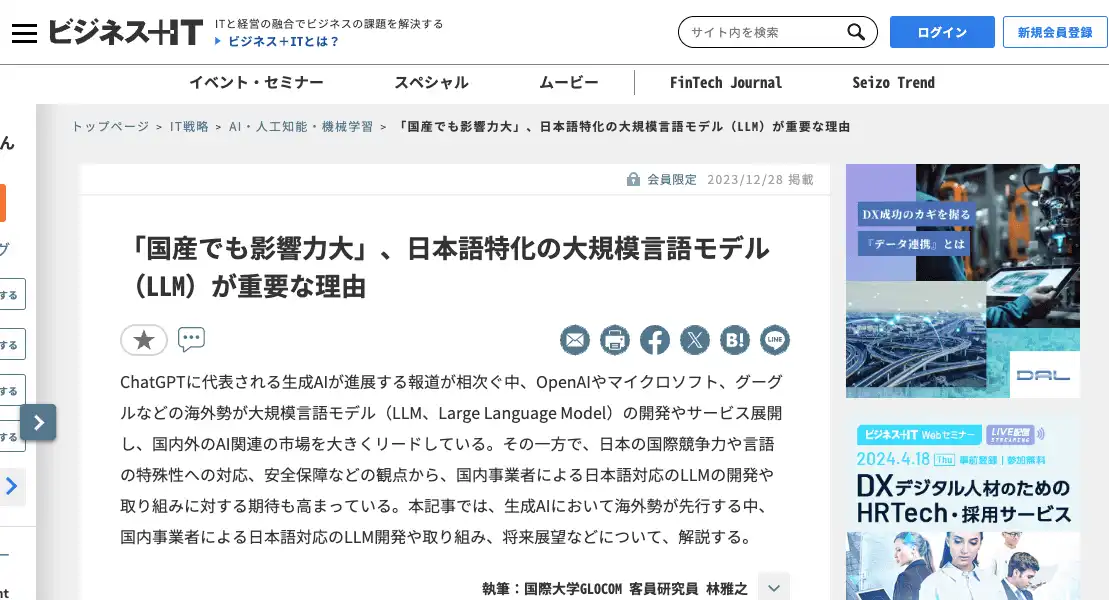 ビジネス+IT
ITと経営の融合でビジネスの課題を解決する
ビジネス+ITとは？
サイト内を検索
ログイン
新規会員登録
イベント・セミナー
スペシャル
ムービー
FinTech Journal
Seizo Trend
トップページ > IT戦略 > AI・人工知能・機械学習 > 「国産でも影響力大」、日本語特化の大規模言語モデル（LLM）が重要な理由
ん
グ
する
する
する
する
nt
会員限定 2023/12/28 掲載
「国産でも影響力大」、日本語特化の大規模言語モデル
（LLM）が重要な理由
B!
LINE
ChatGPTに代表される生成AIが進展する報道が相次ぐ中、OpenAIやマイクロソフト、グーグ
ルなどの海外勢が大規模言語モデル（LLM、Large Language Model）の開発やサービス展開
し、国内外のAI関連の市場を大きくリードしている。その一方で、日本の国際競争力や言語
の特殊性への対応、安全保障などの観点から、国内事業者による日本語対応のLLMの開発や
取り組みに対する期待も高まっている。本記事では、生成AIにおいて海外勢が先行する中、
国内事業者による日本語対応のLLM開発や取り組み、将来展望などについて、解説する。
執筆：国際大学GLOCOM 客員研究員 林雅之
DX成功のカギを握る
『データ連携』とは
DAL
ビジネス+IT Webセミナー LIVE配信 STREAMING
2024.4.18 Thu 事前登録 | 参加無料
DXデジタル人材のための
HRTech・採用サービス